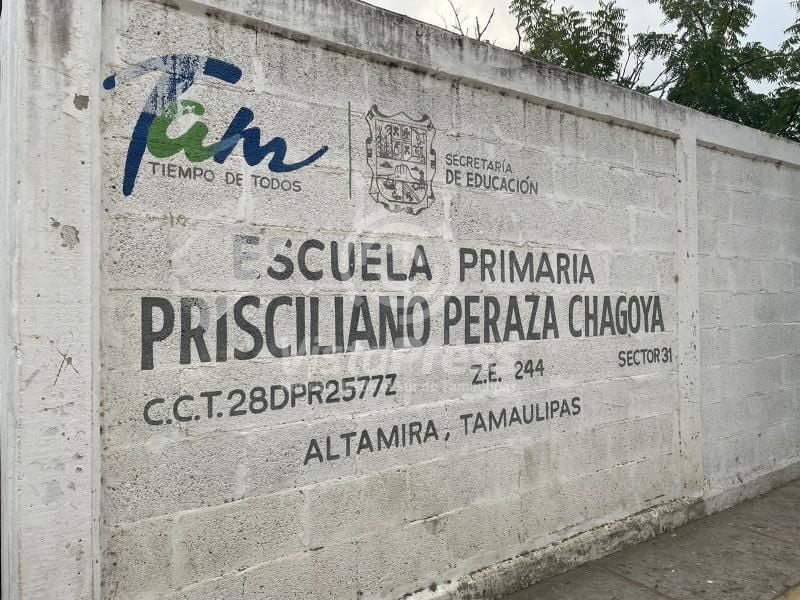 Tam
TIEMPO DE TODOS
SECRETARÍA
DE EDUCACIÓN
ESCUELA PRIMARIA
PRISCILIANO PERAZA CHAGOYA
C.C.T. 28DPR2577Z Z.E. 244 SECTOR 31
ALTAMIRA, TAMAULIPAS